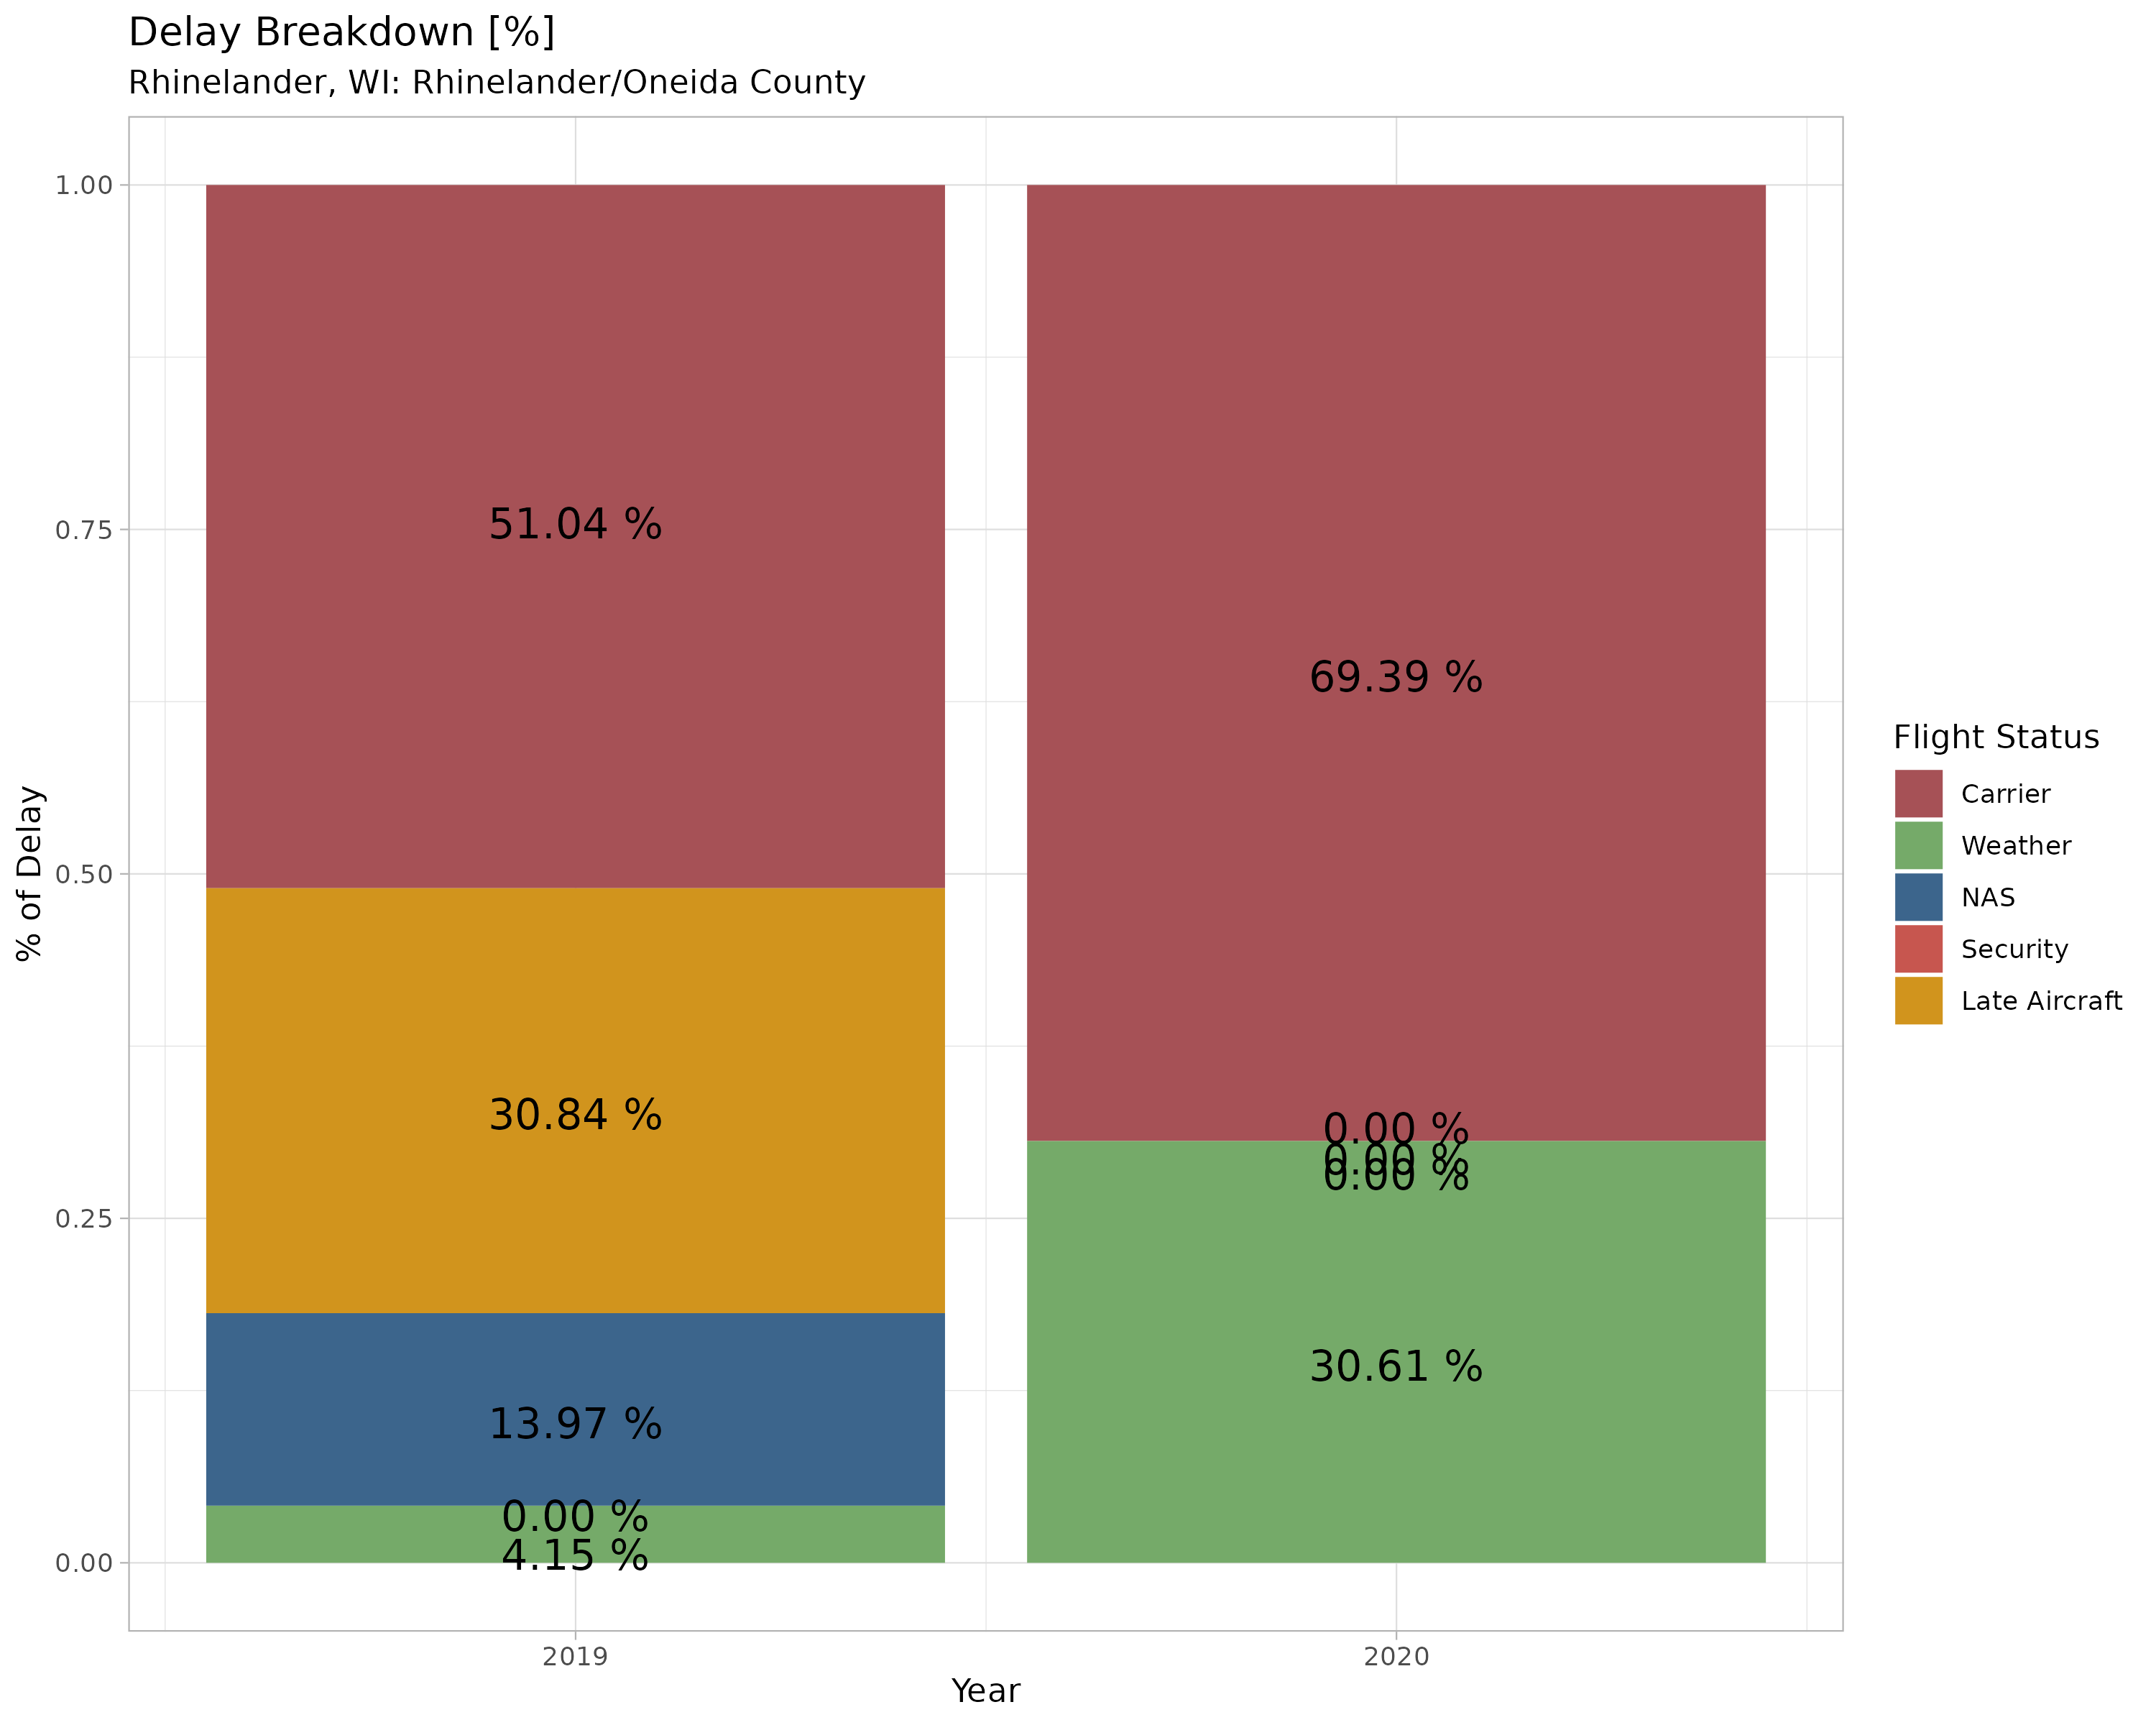 Delay Breakdown [%]
Rhinelander, WI: Rhinelander/Oneida County
% of Delay
1.00
0.75
0.50
0.25
0.00
51.04 %
30.84 %
13.97 %
0.00 %
4.15 %
69.39 %
0.00 %
0.00 %
0.00 %
30.61 %
2019
2020
Year
Flight Status
Carrier
Weather
NAS
Security
Late Aircraft